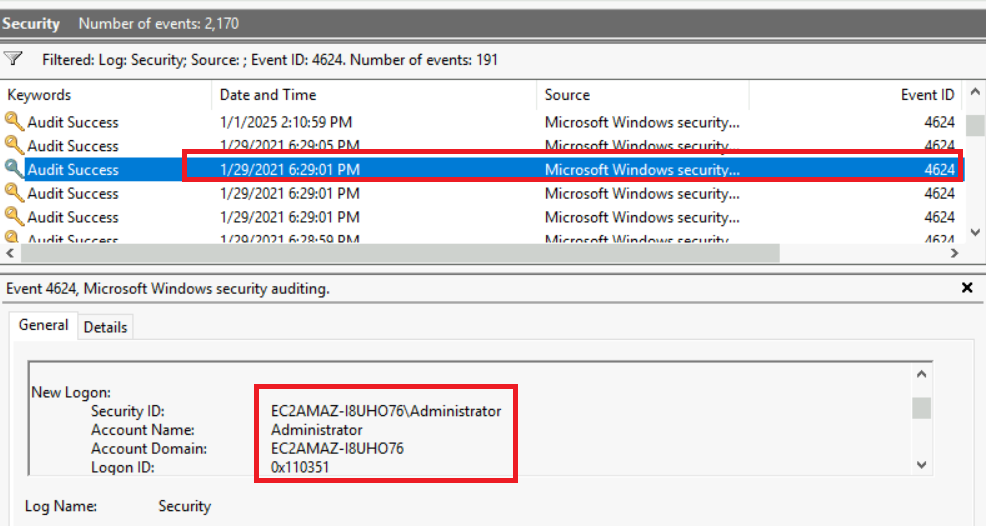 Security Number of events: 2,170
Filtered: Log: Security; Source: ; Event ID: 4624. Number of events: 191
Keywords Date and Time Source Event ID
Audit Success 1/1/2025 2:10:59 PM Microsoft Windows security... 4624
Audit Success 1/29/2021 6:29:05 PM Microsoft Windows security... 4624
Audit Success 1/29/2021 6:29:01 PM Microsoft Windows security... 4624
Audit Success 1/29/2021 6:29:01 PM Microsoft Windows security... 4624
Audit Success 1/29/2021 6:29:01 PM Microsoft Windows security... 4624
Audit Success 1/29/2021 6:28:59 PM Microsoft Windows security... 4624
Event 4624, Microsoft Windows security auditing.
General Details
New Logon:
Security ID: EC2AMAZ-I8UHO76\Administrator
Account Name: Administrator
Account Domain: EC2AMAZ-I8UHO76
Logon ID: 0x110351
Log Name: Security